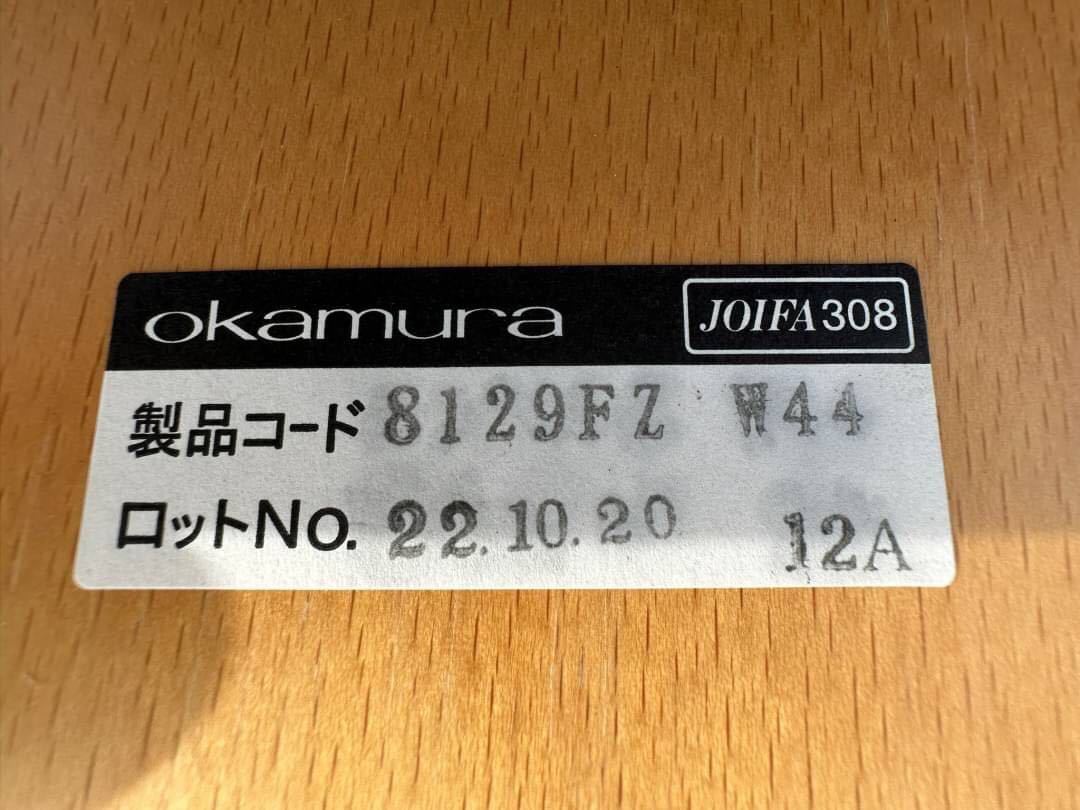 okamura JOIFA308
製品コード 8129FZ W44
ロットNo. 22.10.20 12A